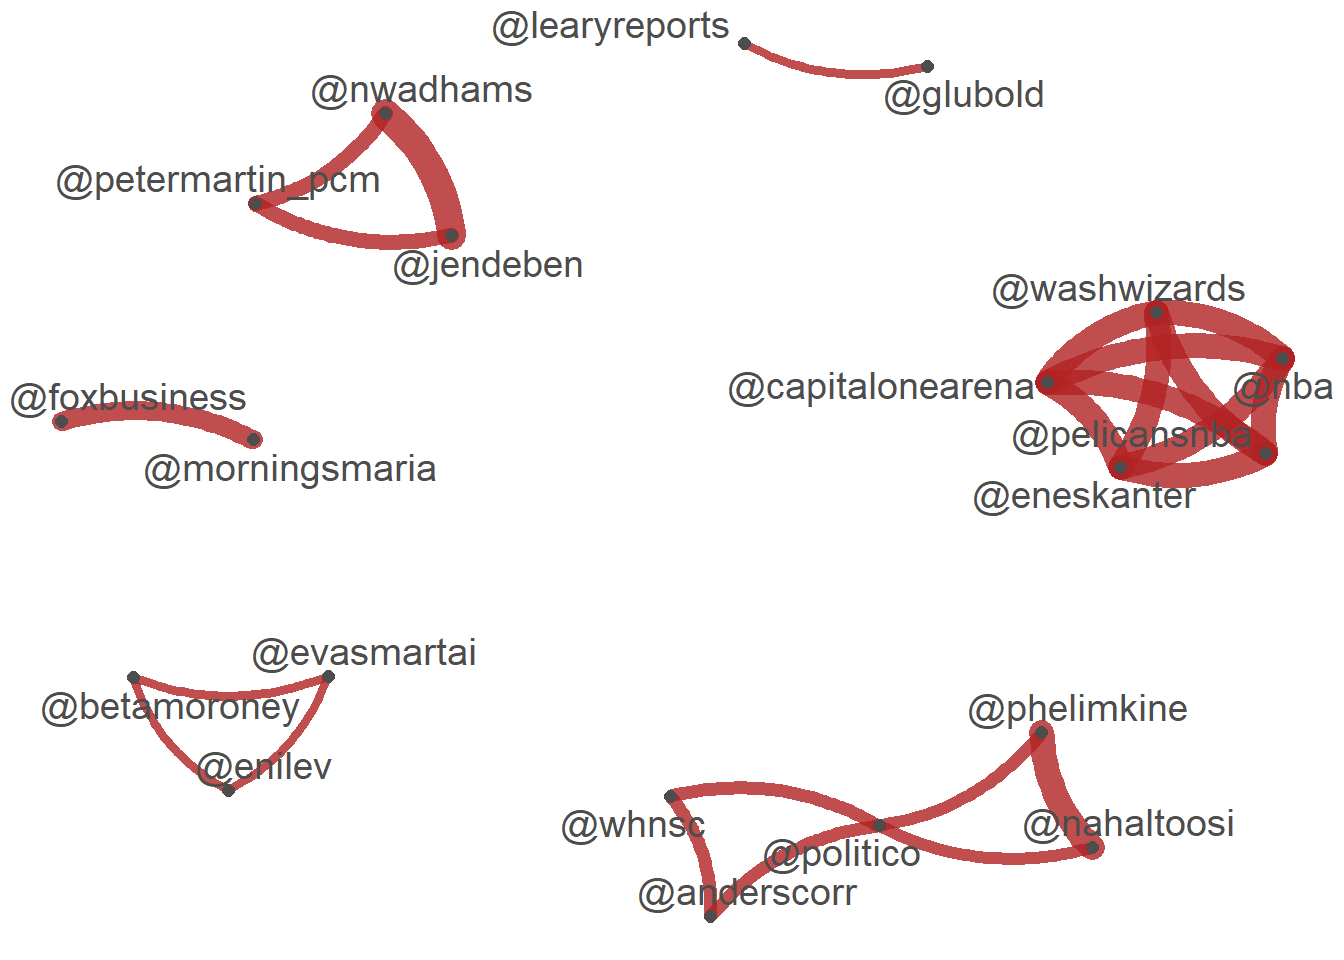 @learyreports
@glubold
@nwadhams
@petermartin_pcm
@jendeben
@washwizards
@capitalonearena
@nba
@foxbusiness
@pelicansnba
@morningsmaria
@eneskanter
@evasmartai
@betamoroney
@phelimkine
@enilev
@whnsc
@nahaltoosi
@politico
@anderscorr